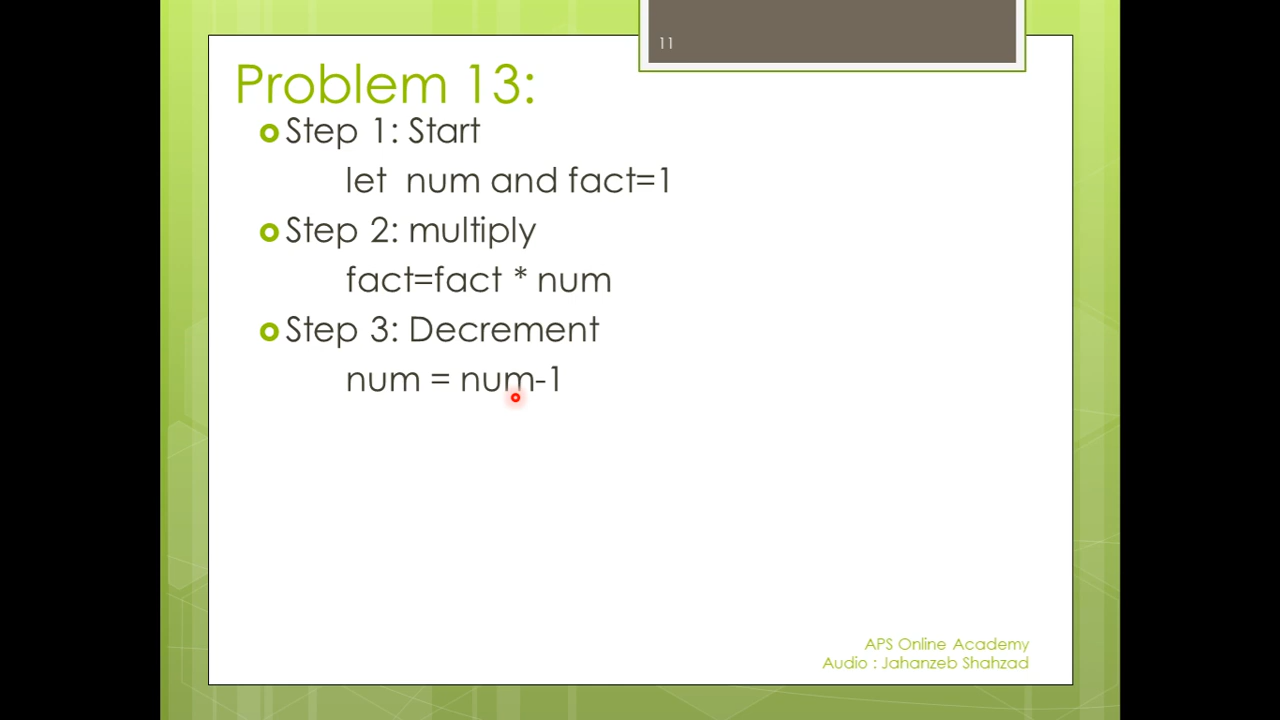 11
Problem 13:
Step 1: Start
let num and fact=1
Step 2: multiply
fact=fact * num
Step 3: Decrement
num = num-1
APS Online Academy
Audio : Jahanzeb Shahzad